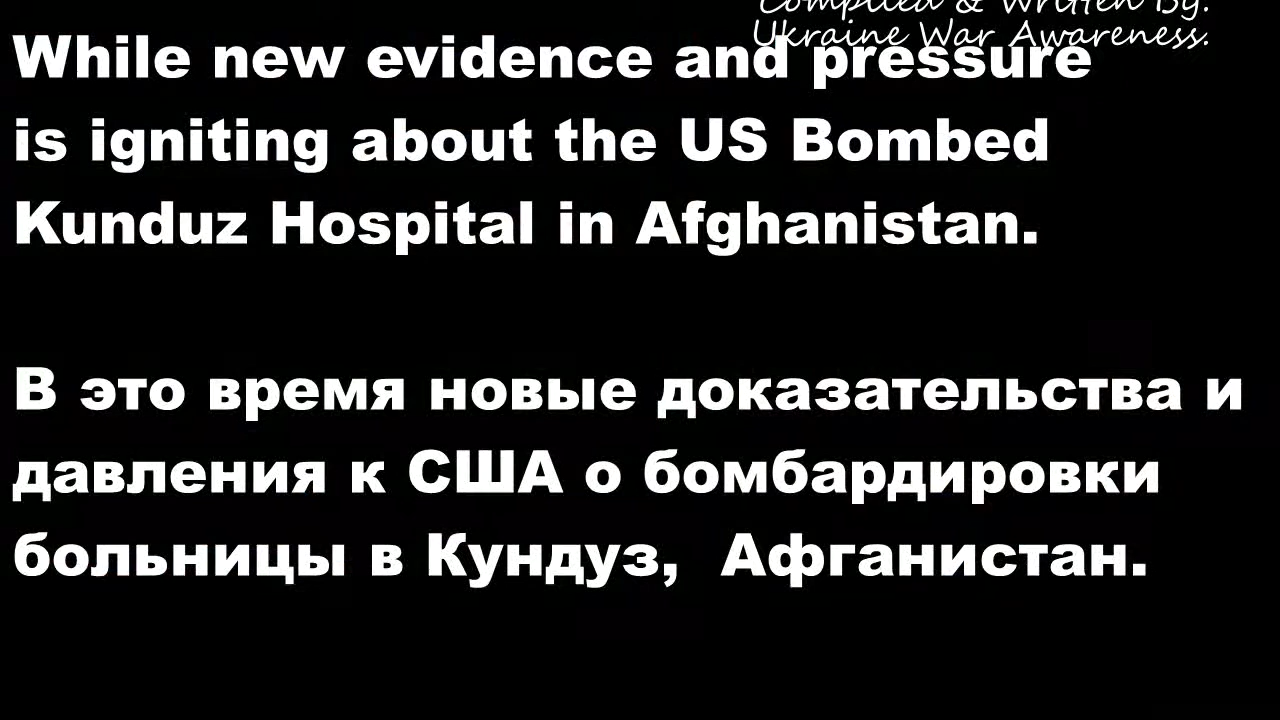 Compiled & Written By:
Ukraine War Awareness.
While new evidence and pressure
is igniting about the US Bombed
Kunduz Hospital in Afghanistan.
В это время новые доказательства и
давления к США о бомбардировки
больницы в Кундуз, Афганистан.